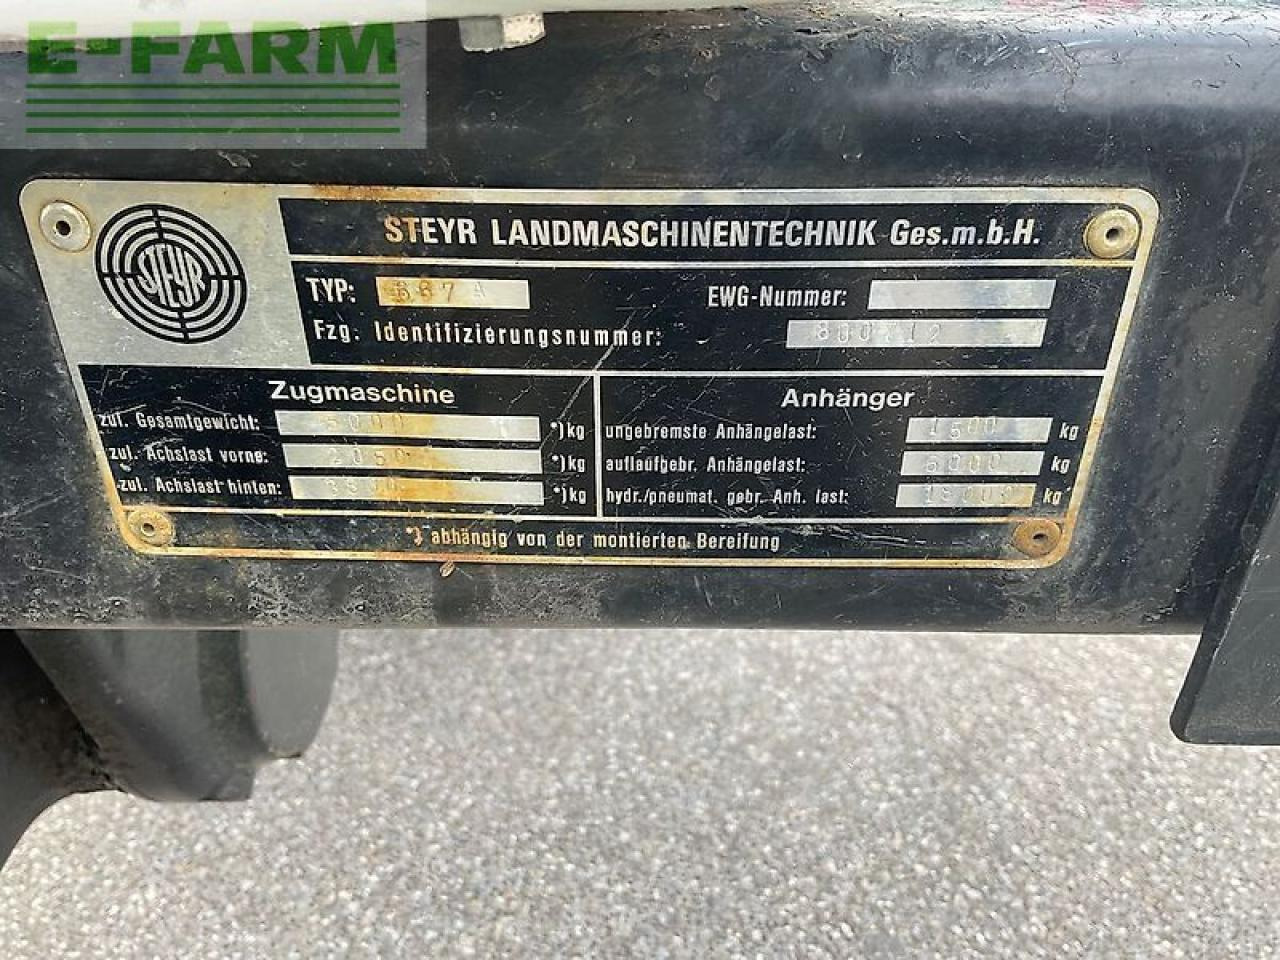 E-FARM
STEYR
STEYR LANDMASCHINENTECHNIK Ges.m.b.H.
TYP:
EWG-Nummer:
Fzg. Identifizierungsnummer:
Zugmaschine
zul. Gesamtgewicht: 5000 *) kg
zul. Achslast vorne: *) kg
zul. Achslast hinten: *) kg
Anhänger
ungebremste Anhängelast: 1500 kg
auflaufgebr. Anhängelast: kg
hydr./pneumat. gebr. Anh. last: kg
*) abhängig von der montierten Bereifung